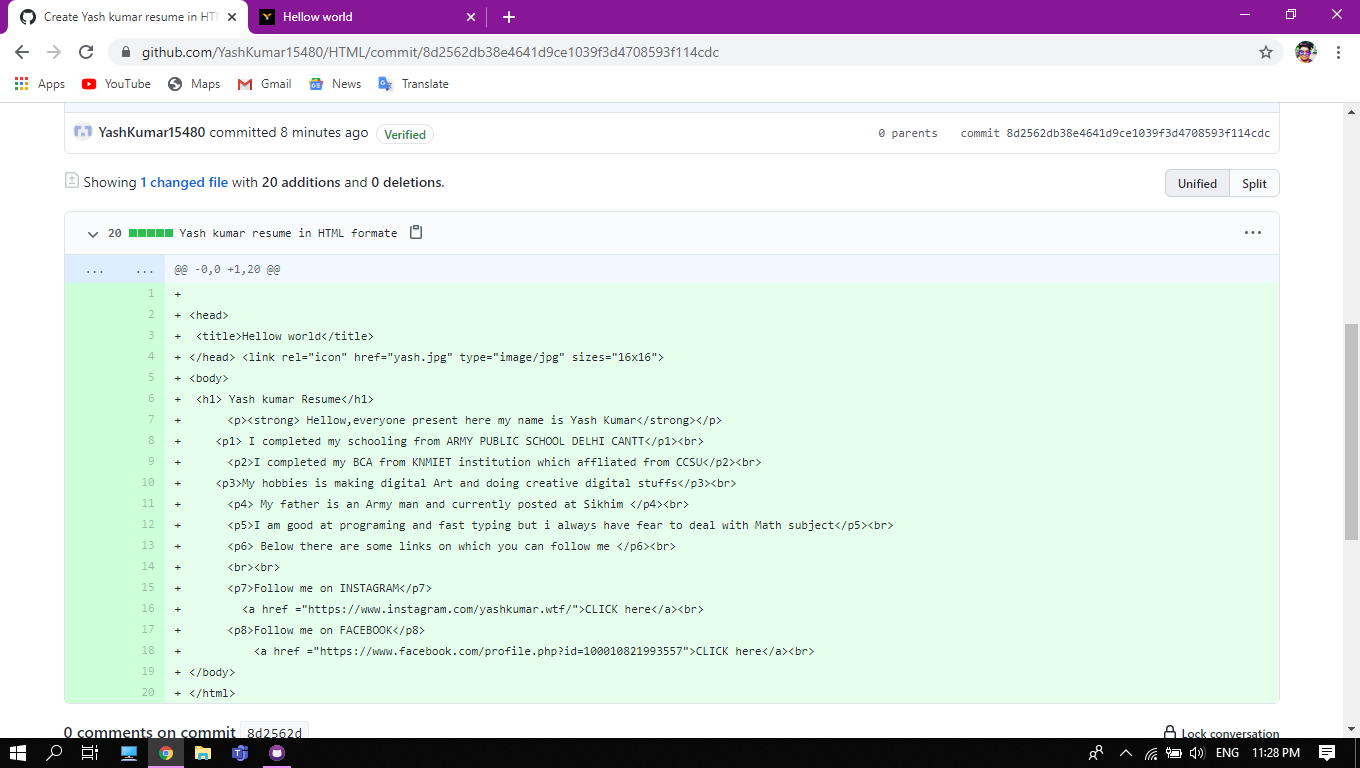 Create Yash kumar resume in HT
Hellow world
github.com/YashKumar15480/HTML/commit/8d2562db38e4641d9ce1039f3d4708593f114cdc
Apps YouTube Maps Gmail News Translate
YashKumar15480 committed 8 minutes ago Verified 0 parents commit 8d2562db38e4641d9ce1039f3d4708593f114cdc
Showing 1 changed file with 20 additions and 0 deletions. Unified Split
20 Yash kumar resume in HTML formate ...
... ... @@ -0,0 +1,20 @@
1 +
2 + <head>
3 + <title>Hellow world</title>
4 + </head> <link rel="icon" href="yash.jpg" type="image/jpg" sizes="16x16">
5 + <body>
6 + <h1> Yash kumar Resume</h1>
7 + <p><strong> Hellow,everyone present here my name is Yash Kumar</strong></p>
8 + <p1> I completed my schooling from ARMY PUBLIC SCHOOL DELHI CANTT</p1><br>
9 + <p2>I completed my BCA from KNMIET institution which affliated from CCSU</p2><br>
10 + <p3>My hobbies is making digital Art and doing creative digital stuffs</p3><br>
11 + <p4> My father is an Army man and currently posted at Sikhim </p4><br>
12 + <p5>I am good at programing and fast typing but i always have fear to deal with Math subject</p5><br>
13 + <p6> Below there are some links on which you can follow me </p6><br>
14 + <br><br>
15 + <p7>Follow me on INSTAGRAM</p7>
16 + <a href ="https://www.instagram.com/yashkumar.wtf/">CLICK here</a><br>
17 + <p8>Follow me on FACEBOOK</p8>
18 + <a href ="https://www.facebook.com/profile.php?id=100010821993557">CLICK here</a><br>
19 + </body>
20 + </html>
0 comments on commit 8d2562d Lock conversation
ENG 11:28 PM